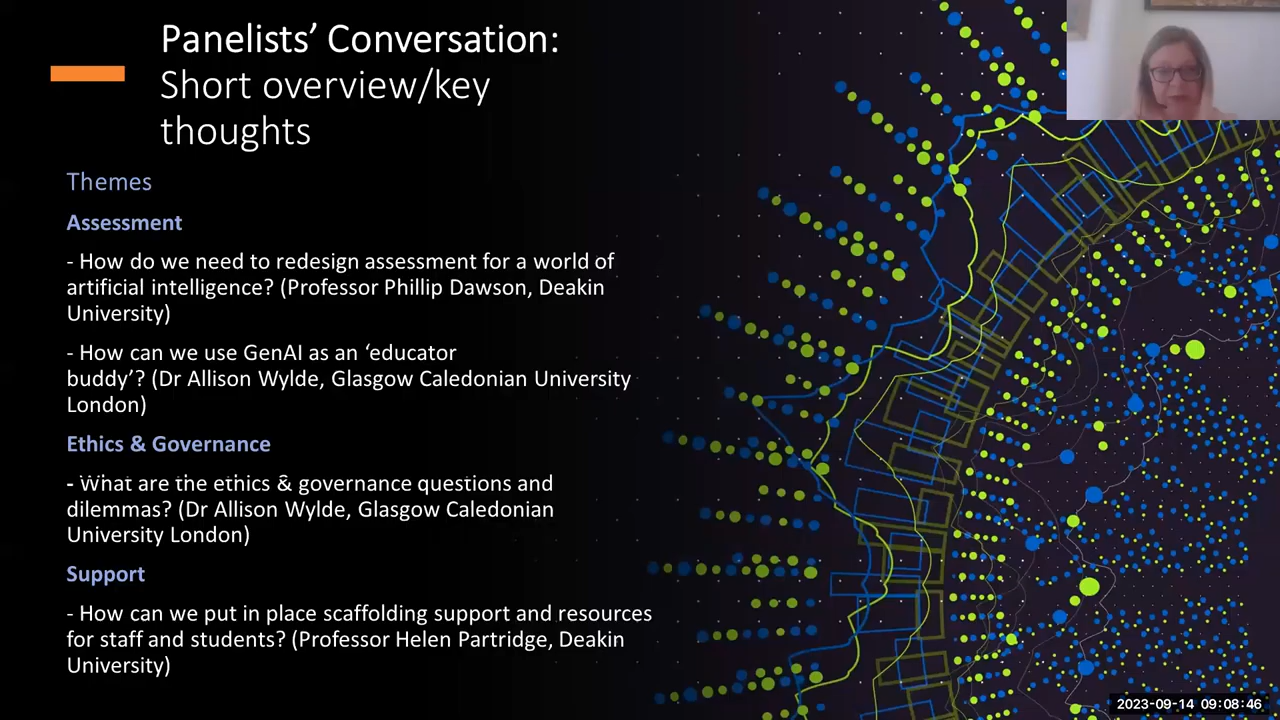 Panelists’ Conversation:
Short overview/key
thoughts
Themes
Assessment
- How do we need to redesign assessment for a world of
artificial intelligence? (Professor Phillip Dawson, Deakin
University)
- How can we use GenAI as an ‘educator
buddy’? (Dr Allison Wylde, Glasgow Caledonian University
London)
Ethics & Governance
- What are the ethics & governance questions and
dilemmas? (Dr Allison Wylde, Glasgow Caledonian
University London)
Support
- How can we put in place scaffolding support and resources
for staff and students? (Professor Helen Partridge, Deakin
University)
2023-09-14 09:08:46